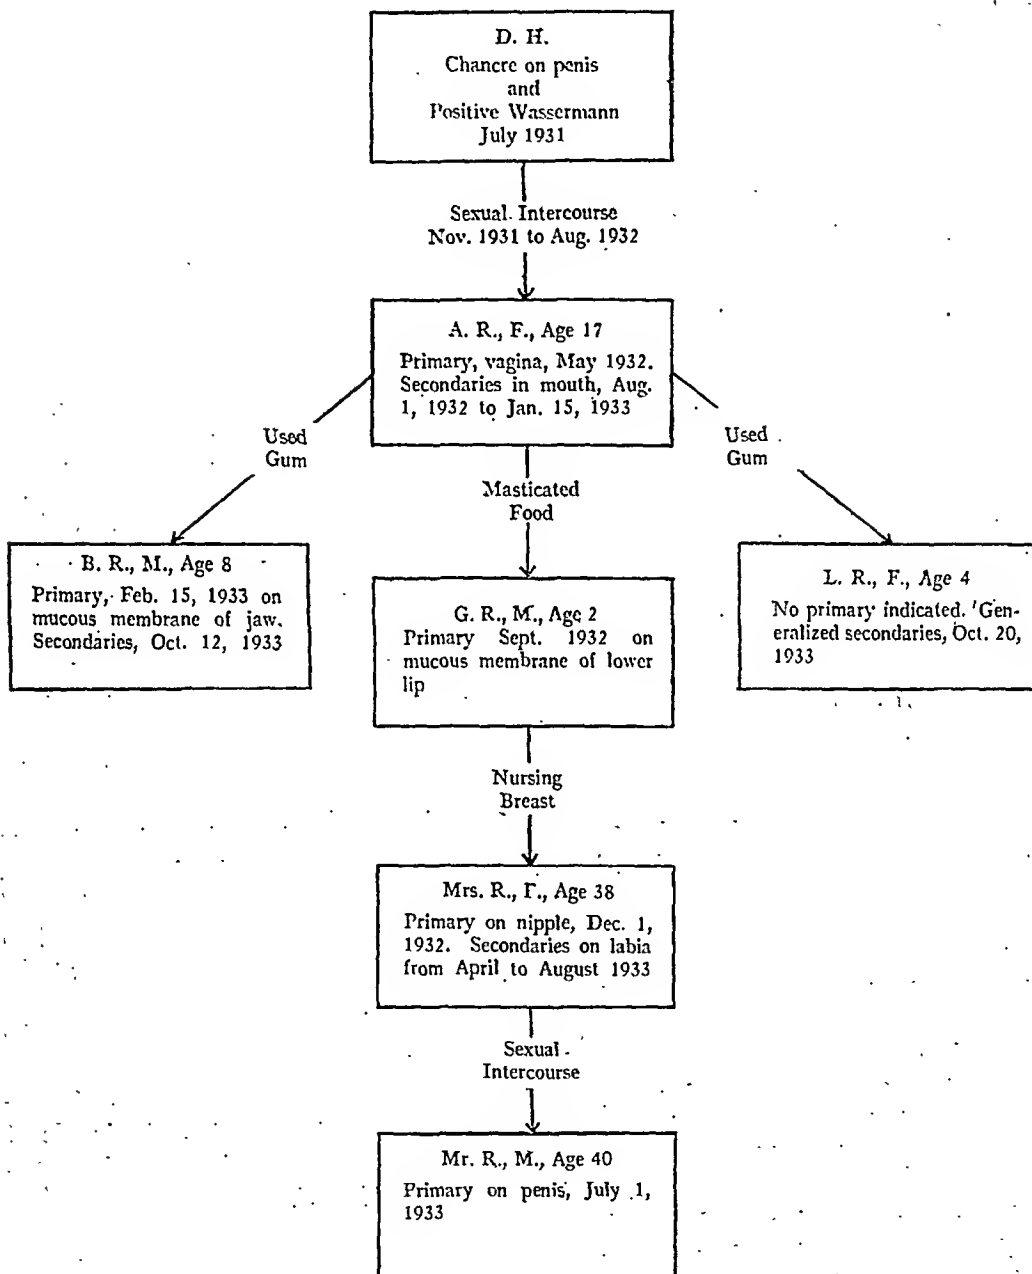 D. H.
Chancre on penis
and
Positive Wassermann
July 1931
Sexual Intercourse
Nov. 1931 to Aug. 1932
A. R., F., Age 17
Primary, vagina, May 1932.
Secondaries in mouth, Aug.
1, 1932 to Jan. 15, 1933
Used
Gum
Masticated
Food
Used
Gum
B. R., M., Age 8
Primary, Feb. 15, 1933 on
mucous membrane of jaw.
Secondaries, Oct. 12, 1933
G. R., M., Age 2
Primary Sept. 1932 on
mucous membrane of lower
lip
L. R., F., Age 4
No primary indicated. Gen-
eralized secondaries, Oct. 20,
1933
Nursing
Breast
Mrs. R., F., Age 38
Primary on nipple, Dec. 1,
1932. Secondaries on labia
from April to August 1933
Sexual
Intercourse
Mr. R., M., Age 40
Primary on penis, July 1,
1933